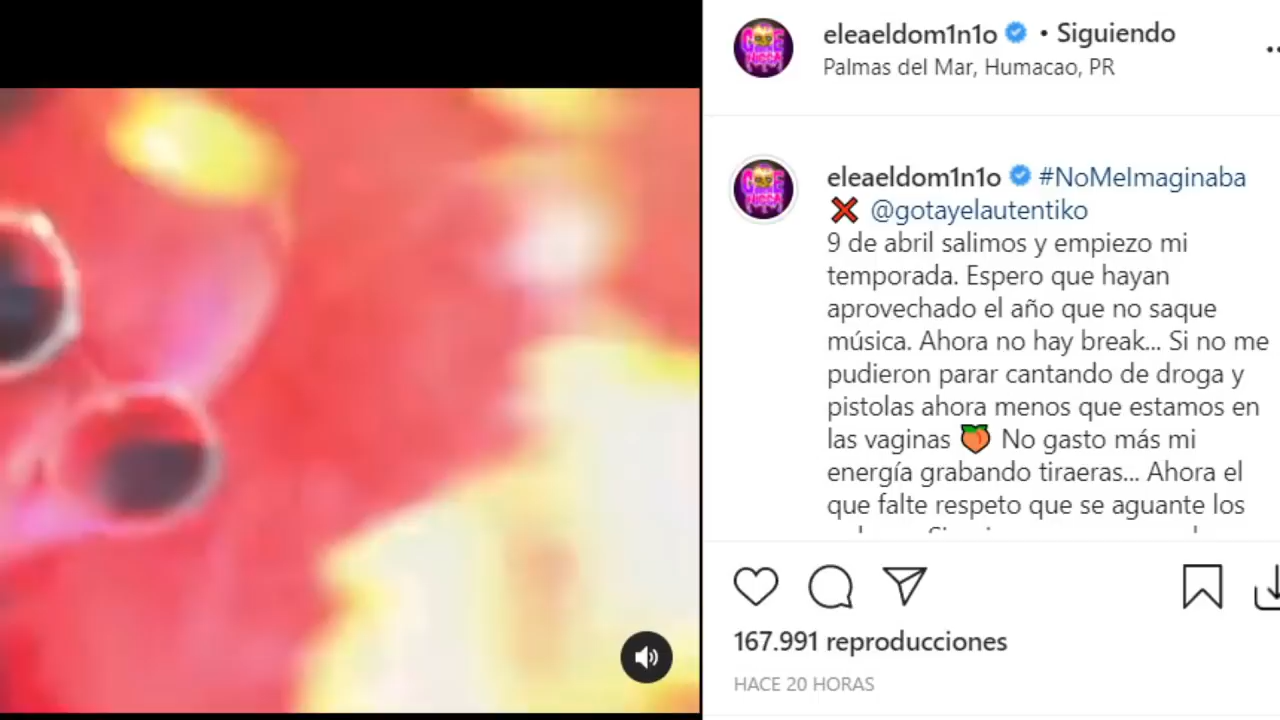 eleaeldom1n1o • Siguiendo
Palmas del Mar, Humacao, PR
eleaeldom1n1o #NoMeImaginaba
❌ @gotayelautentiko
9 de abril salimos y empiezo mi
temporada. Espero que hayan
aprovechado el año que no saque
música. Ahora no hay break... Si no me
pudieron parar cantando de droga y
pistolas ahora menos que estamos en
las vaginas 🍑 No gasto más mi
energía grabando tiraeras... Ahora el
que falte respeto que se aguante los
167.991 reproducciones
HACE 20 HORAS